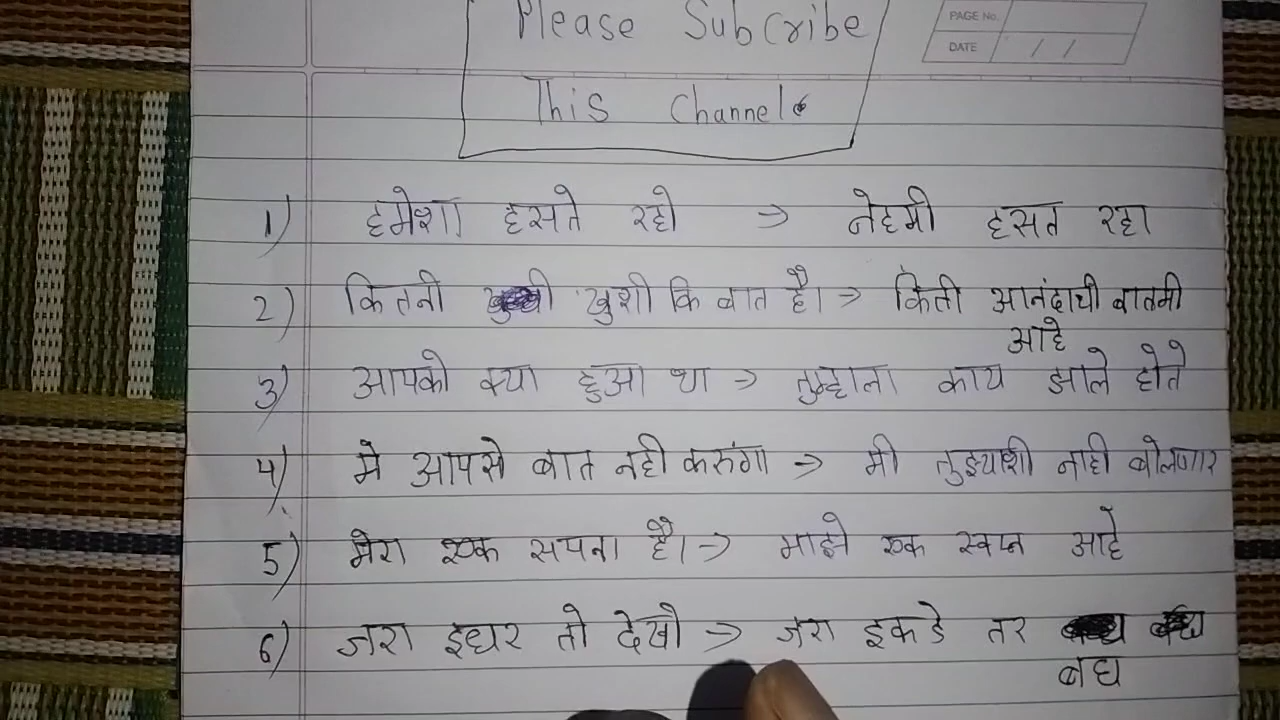 Please Subcribe
PAGE No.
DATE / /
This Channel
1) हमेशा हसते रहो ⇒ नेहमी हसत रहा
2) कितनी खुशी कि बात है। ⇒ किती आनंदाची बातमी
आहे
3) आपको क्या हुआ था ⇒ तुम्हाला काय झाले होते
4) मे आपसे बात नही करुंगा ⇒ मी तुझ्याशी नाही बोलणार
5) मेरा एक सपना है। ⇒ माझे एक स्वप्न आहे
6) जरा इधर तो देखो ⇒ जरा इकडे तर
बघ